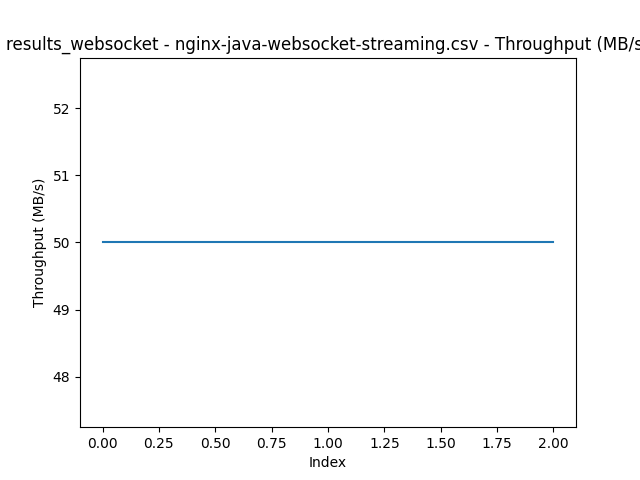 results_websocket - nginx-java-websocket-streaming.csv - Throughput (MB/s
52
51
50
49
48
Throughput (MB/s)
0.00 0.25 0.50 0.75 1.00 1.25 1.50 1.75 2.00
Index